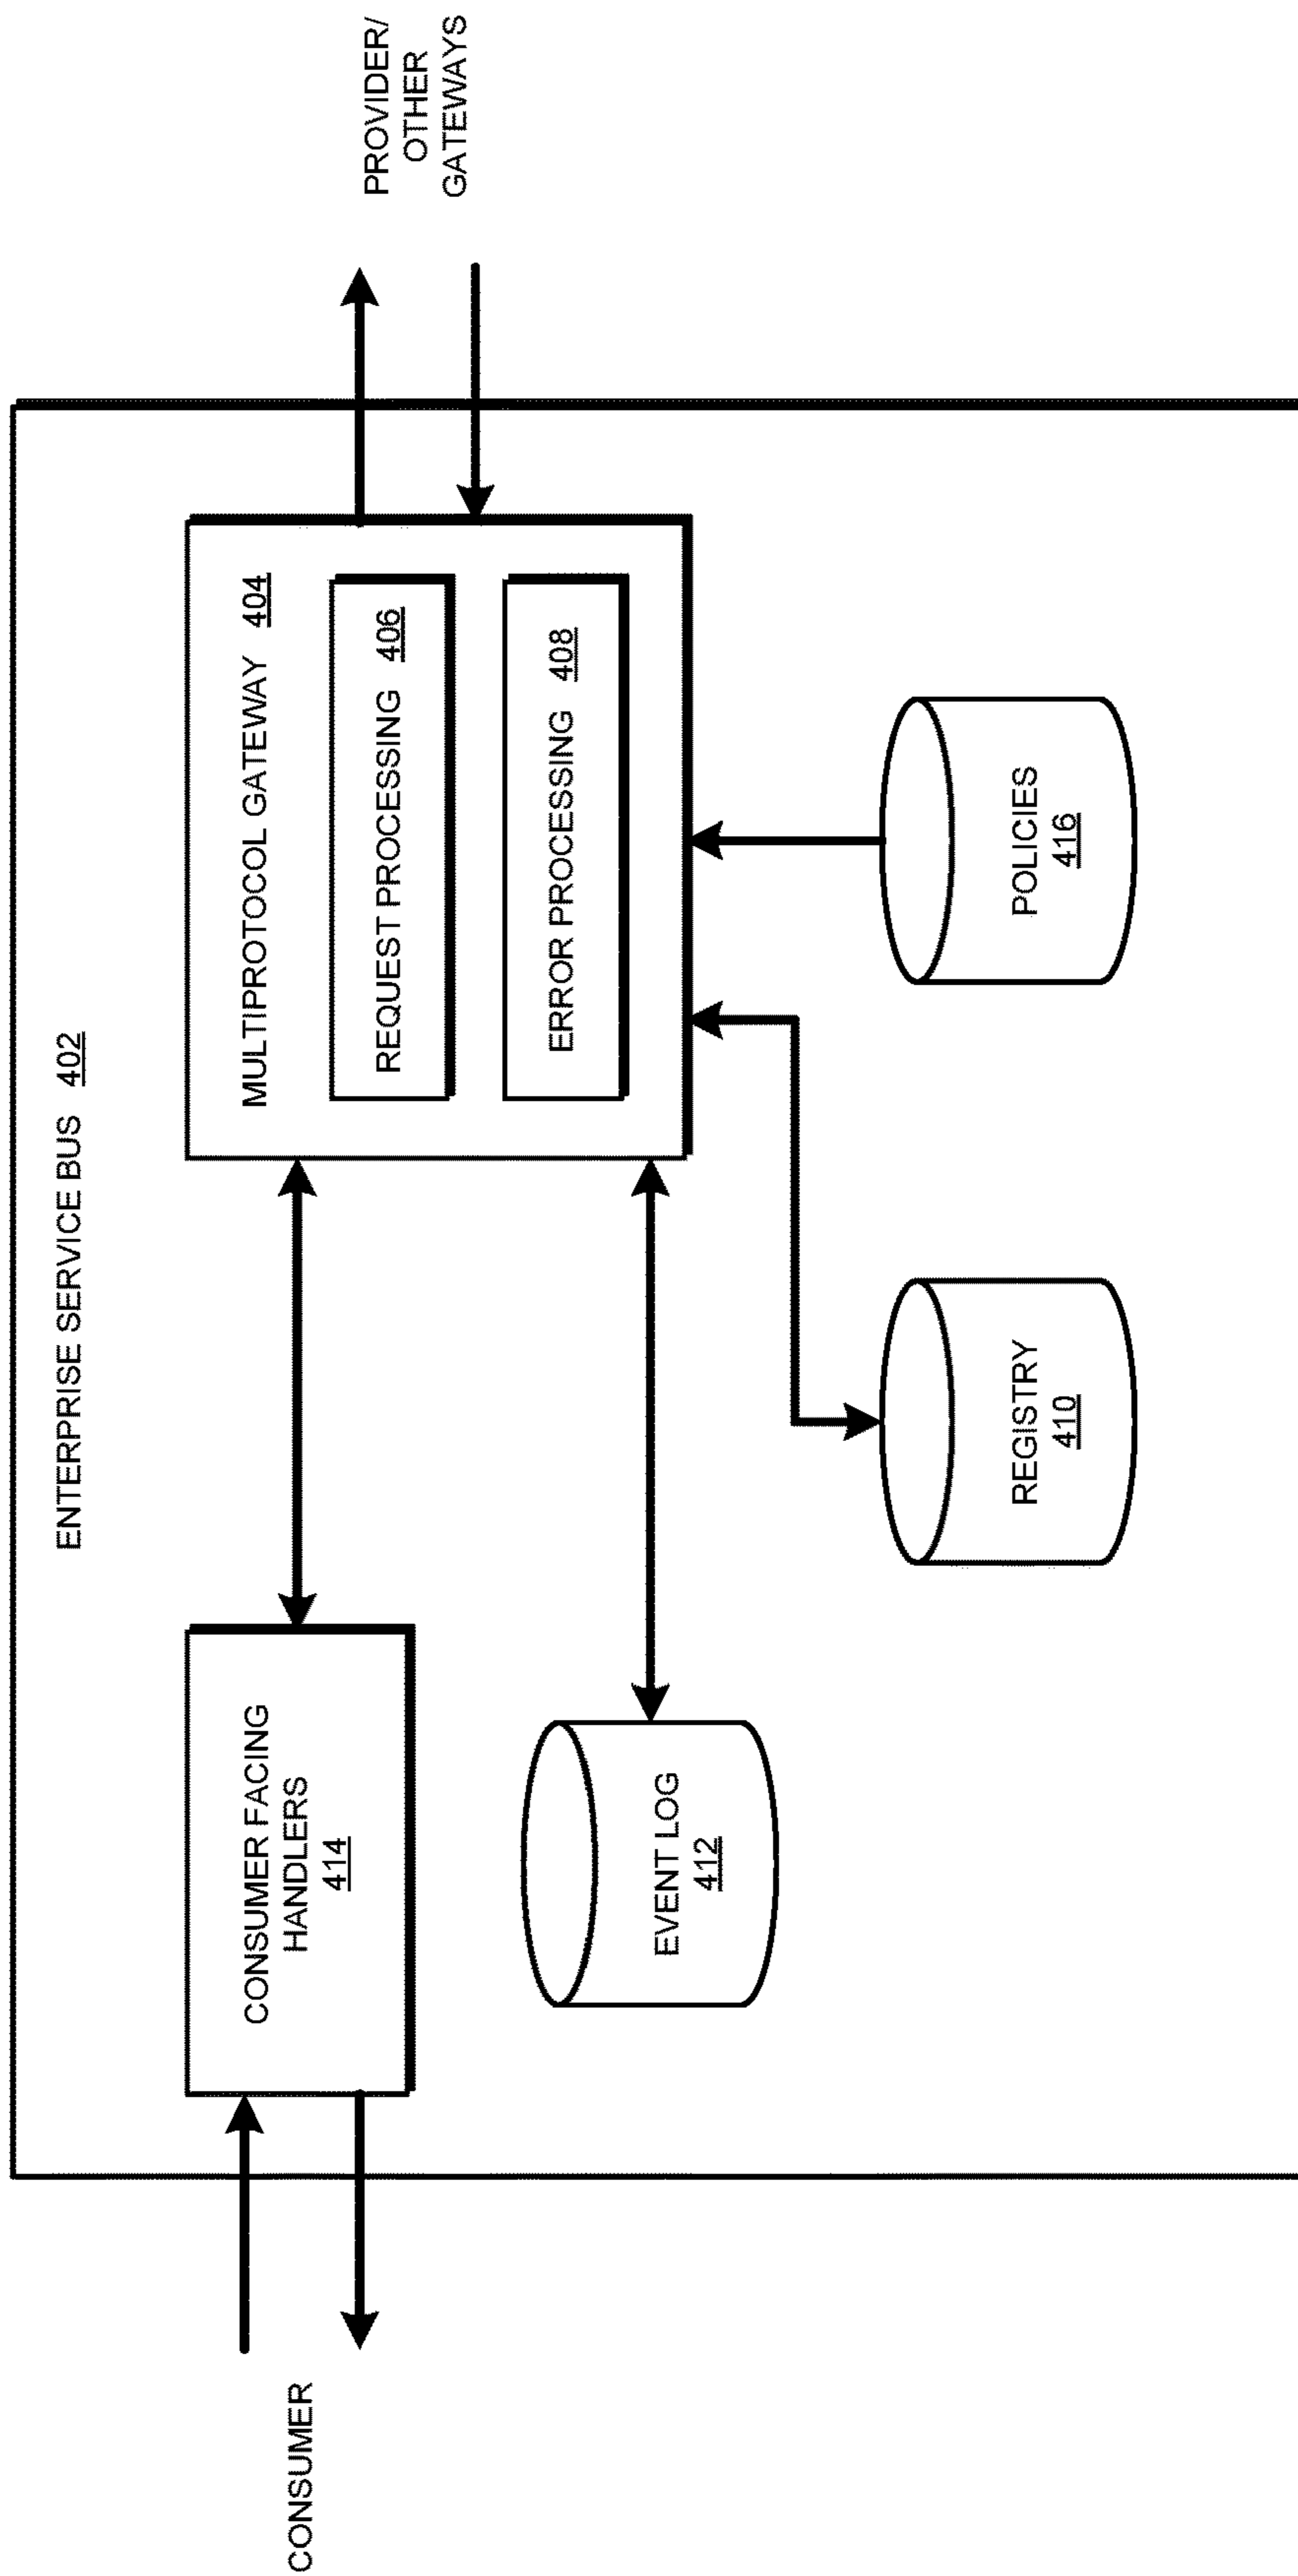 ENTERPRISE SERVICE BUS 402
CONSUMER
CONSUMER FACING
HANDLERS
414
MULTIPROTOCOL GATEWAY 404
REQUEST PROCESSING 406
ERROR PROCESSING 408
PROVIDER/
OTHER
GATEWAYS
EVENT LOG
412
REGISTRY
410
POLICIES
416